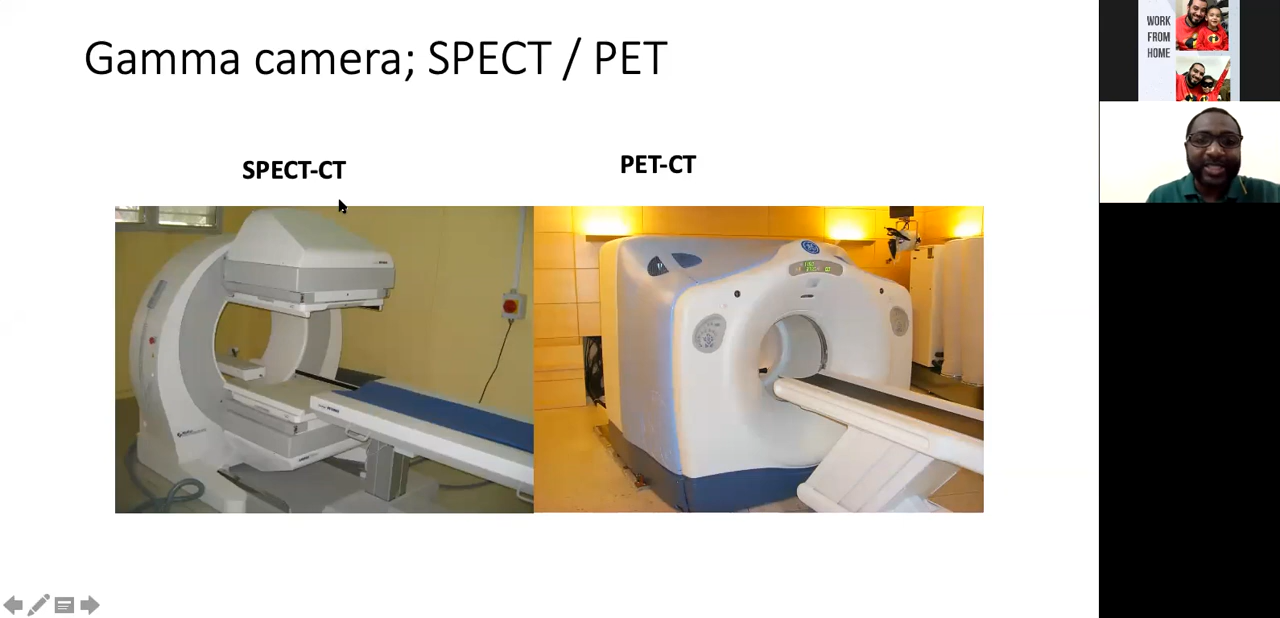 Gamma camera; SPECT / PET
SPECT-CT
PET-CT
WORK
FROM
HOME